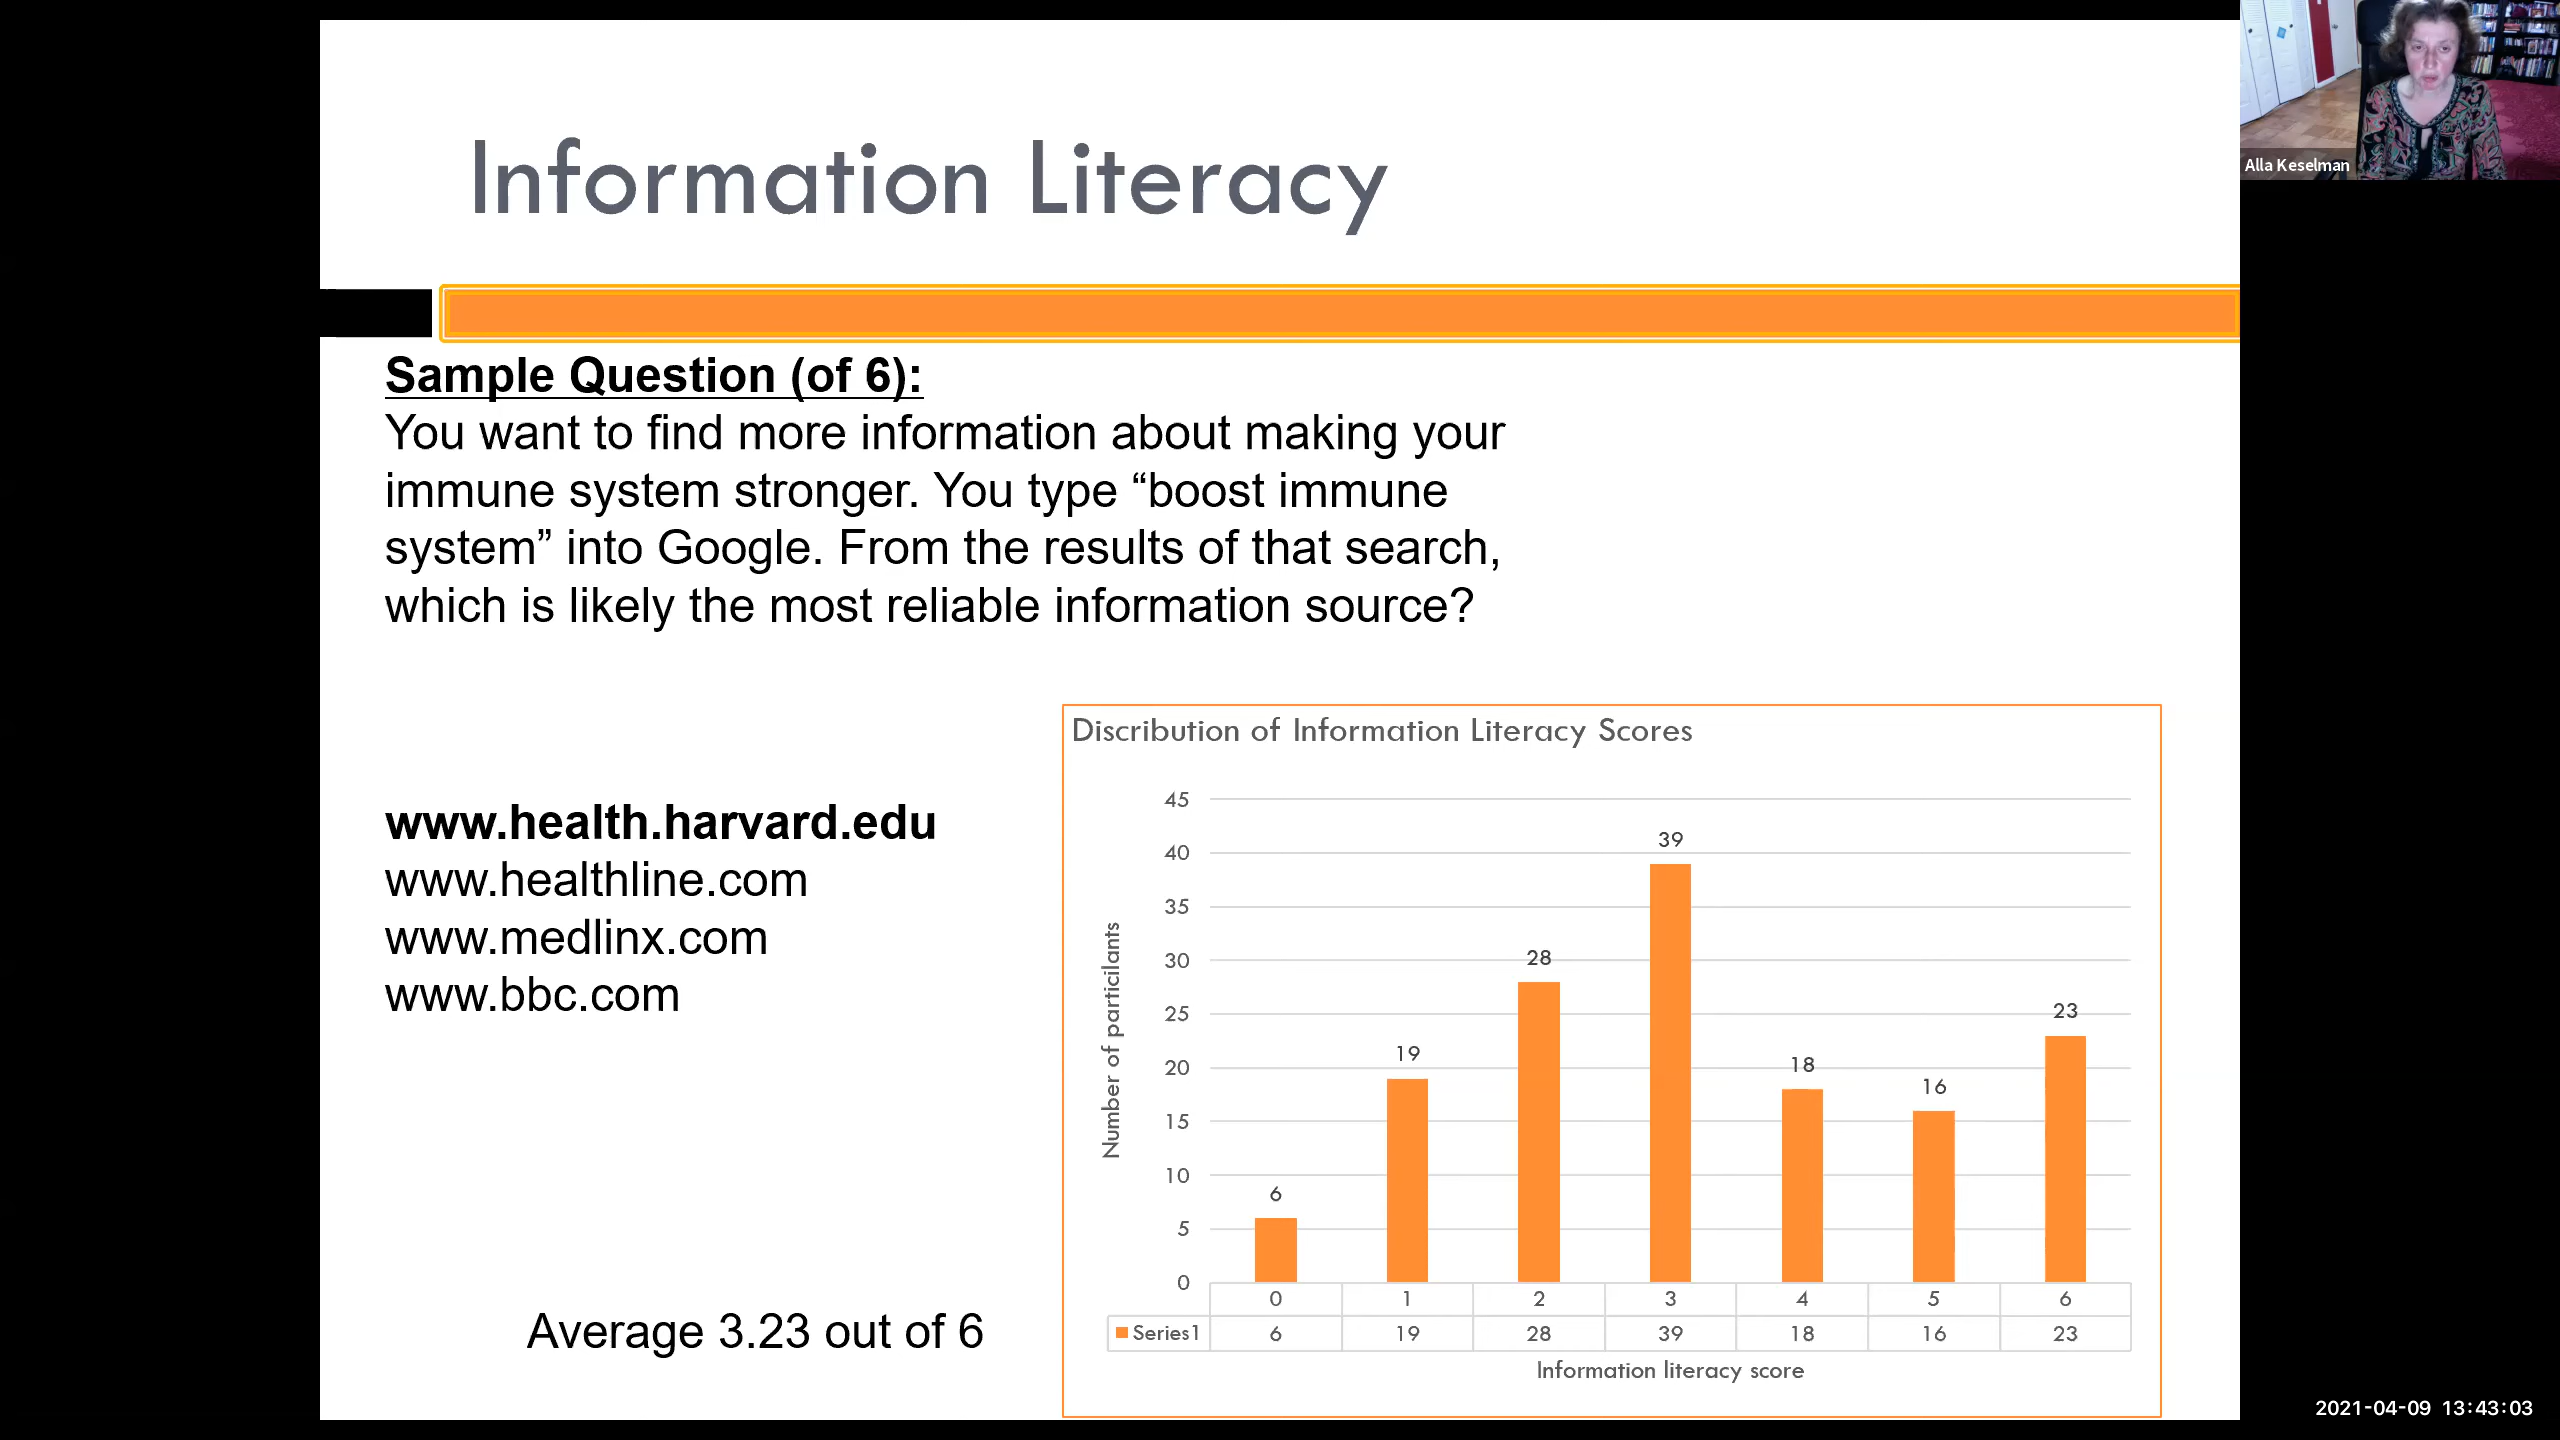 Information Literacy
Alla Keselman
Sample Question (of 6):
You want to find more information about making your
immune system stronger. You type “boost immune
system” into Google. From the results of that search,
which is likely the most reliable information source?
www.health.harvard.edu
www.healthline.com
www.medlinx.com
www.bbc.com
Average 3.23 out of 6
Discribution of Information Literacy Scores
Number of particilants
45
40
35
30
25
20
15
10
5
0
6
19
28
39
18
16
23
0 1 2 3 4 5 6
Series1 6 19 28 39 18 16 23
Information literacy score
2021-04-09 13:43:03